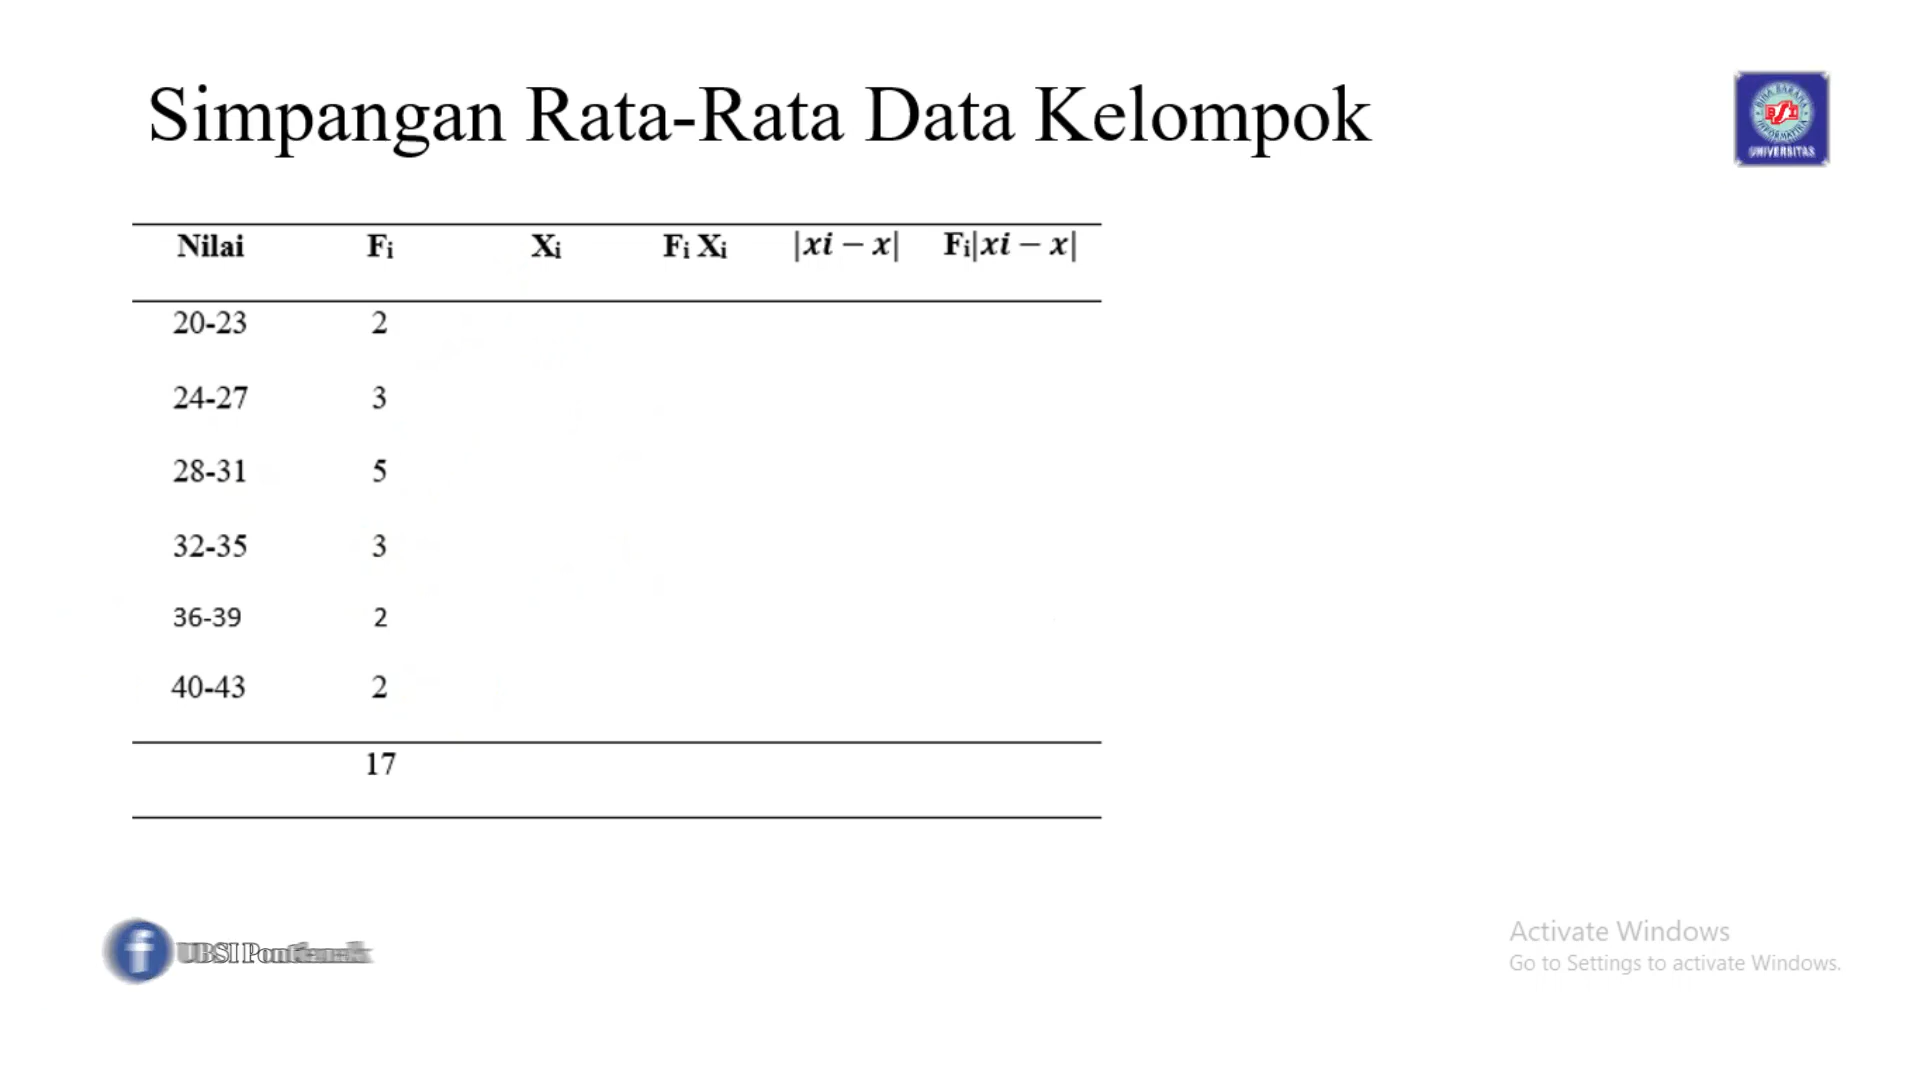 Simpangan Rata-Rata Data Kelompok
UNIVERSITAS
Nilai Fi Xi Fi Xi |xi − x| Fi|xi − x|
20-23 2
24-27 3
28-31 5
32-35 3
36-39 2
40-43 2
17
UBSI Pontianak
Activate Windows
Go to Settings to activate Windows.